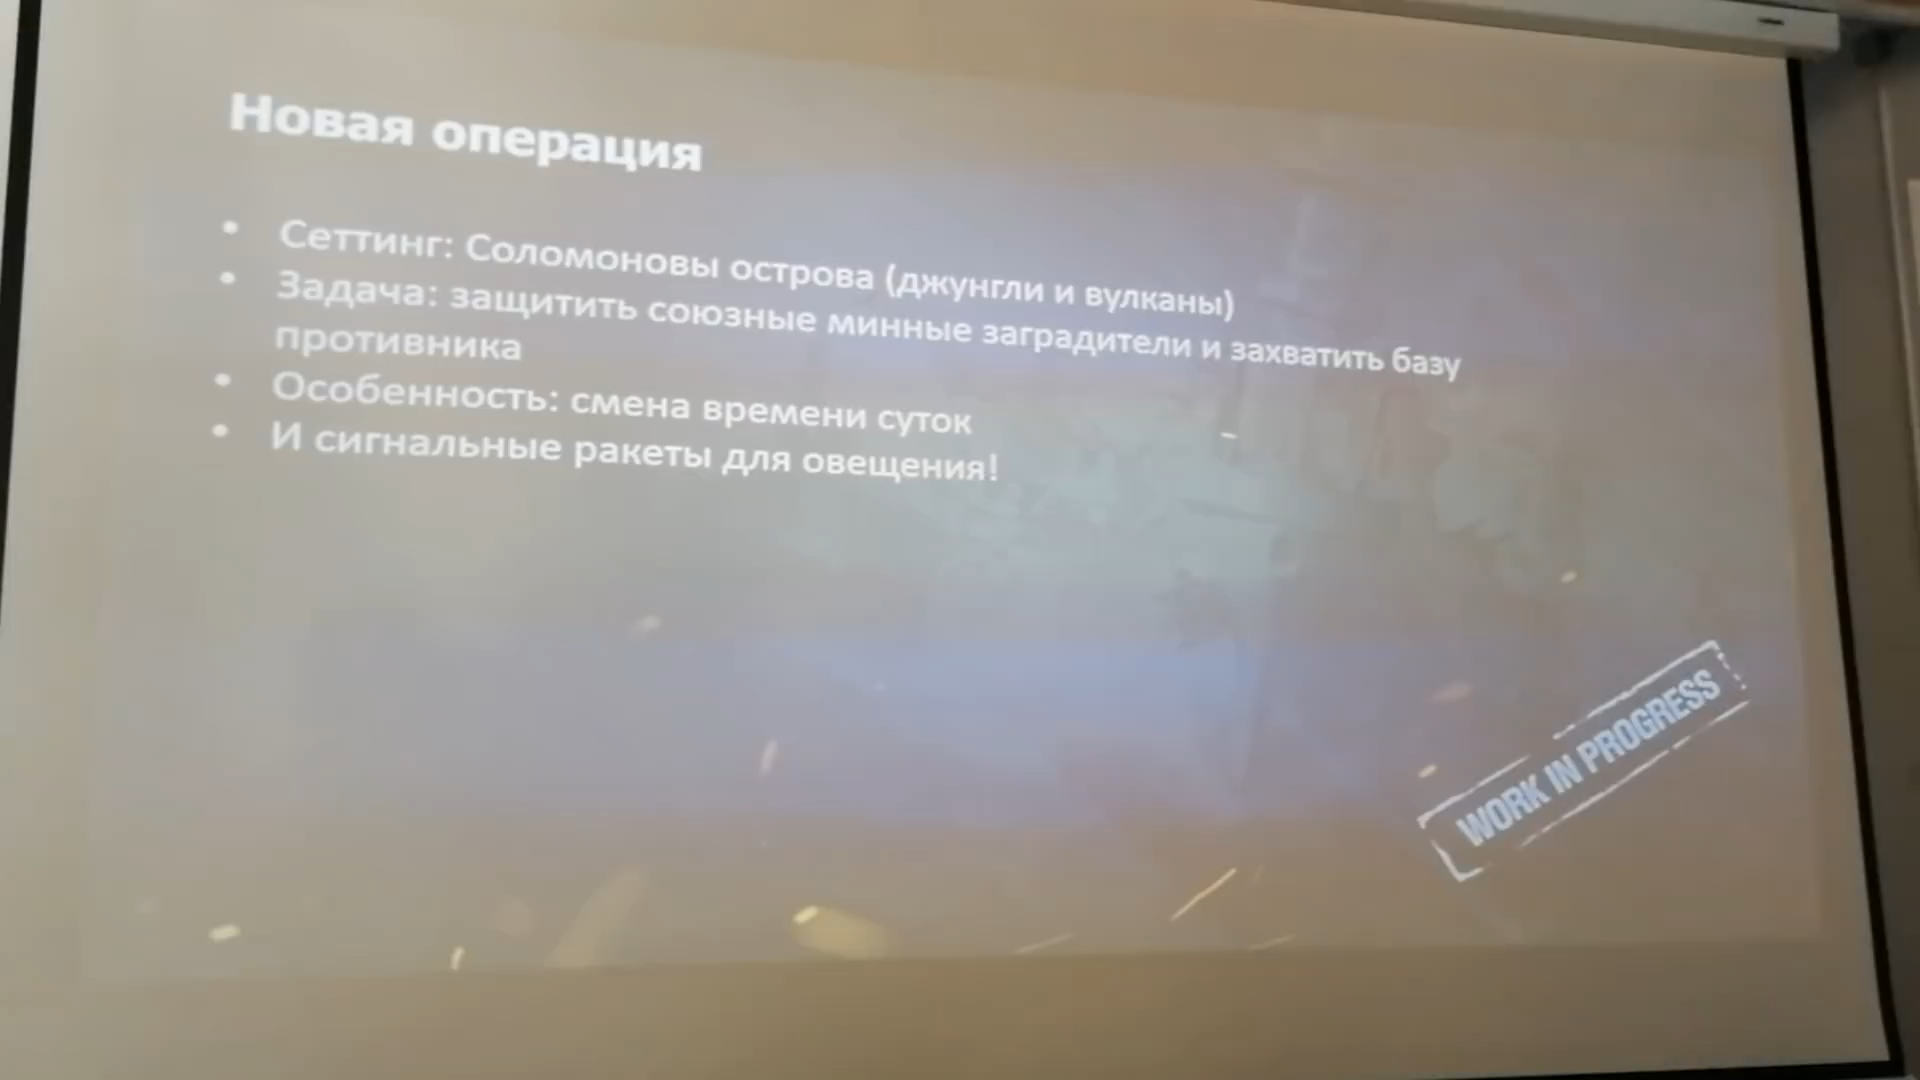 Новая операция
• Сеттинг: Соломоновы острова (джунгли и вулканы)
• Задача: защитить союзные минные заградители и захватить базу
противника
• Особенность: смена времени суток
• И сигнальные ракеты для овещения!
WORK IN PROGRESS